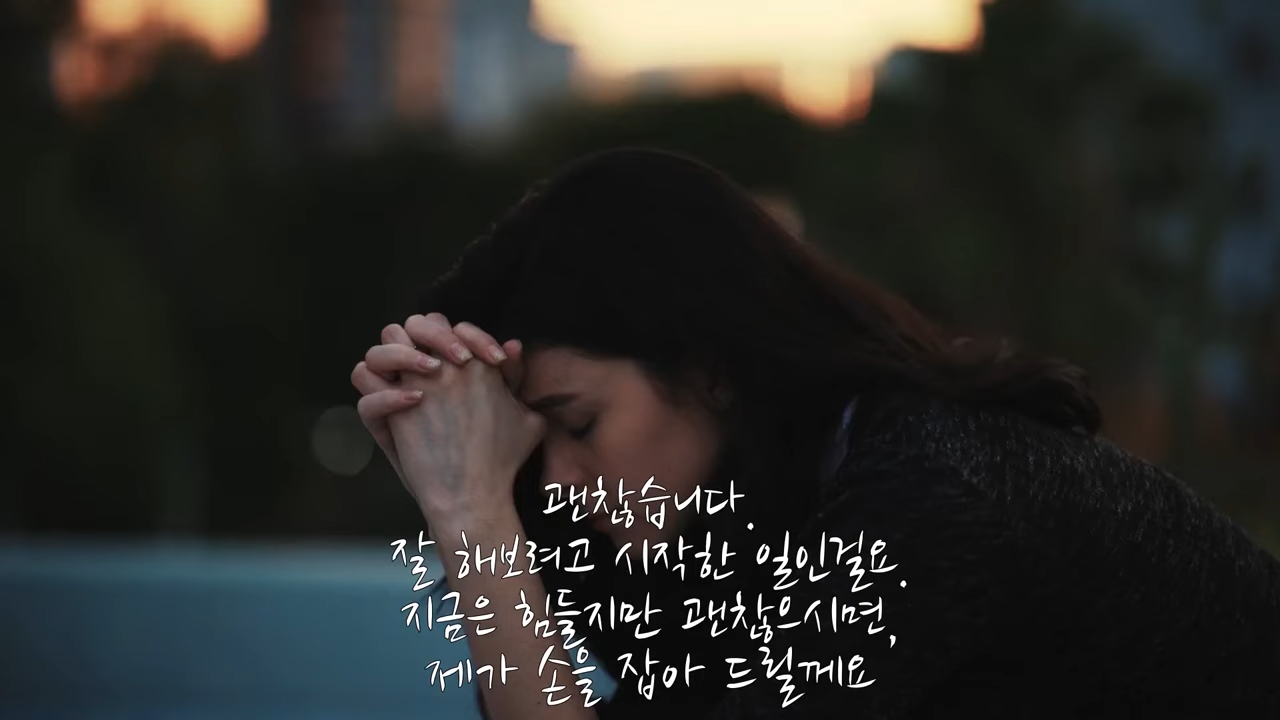 괜찮습니다.
잘 해보려고 시작한 일인걸요.
지금은 힘들지만 괜찮으시면,
제가 손을 잡아 드릴께요